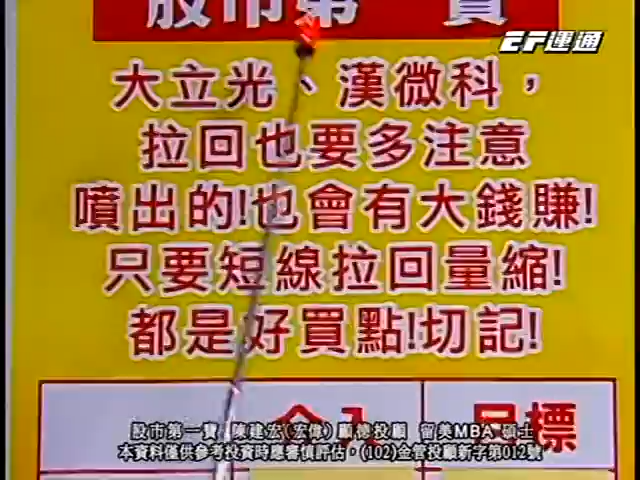 股市第一寶
EF運通
大立光、漢微科，
拉回也要多注意
噴出的!也會有大錢賺!
只要短線拉回量縮!
都是好買點!切記!
介入
目標
股市第一寶 陳建宏(宏偉) 顧德投顧 留美MBA 碩士
本資料僅供參考投資時應審慎評估，(102)金管投顧新字第012號